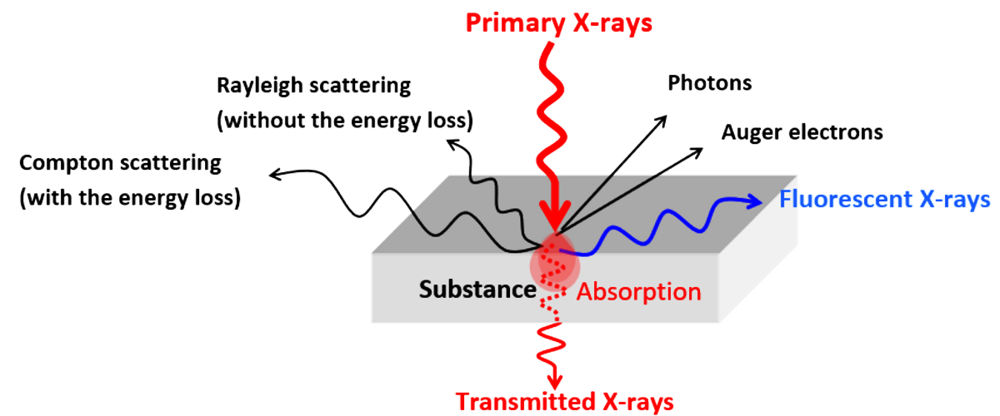 Primary X-rays
Rayleigh scattering
(without the energy loss)
Photons
Auger electrons
Compton scattering
(with the energy loss)
Fluorescent X-rays
Substance
Absorption
Transmitted X-rays